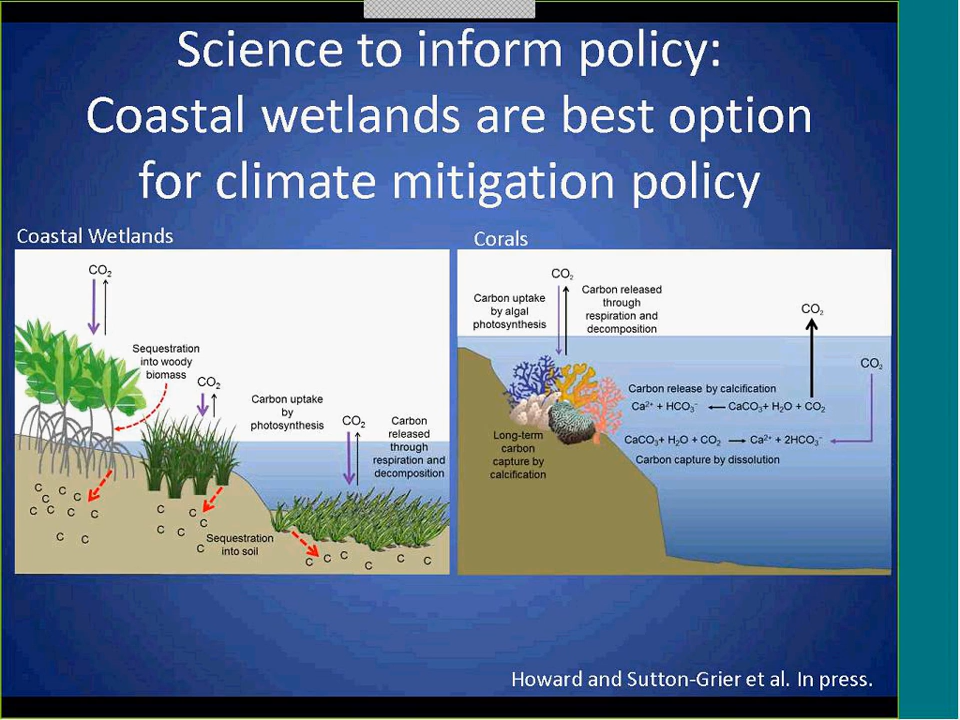 Science to inform policy:
Coastal wetlands are best option
for climate mitigation policy
Coastal Wetlands
CO₂
Sequestration
into woody
biomass
CO₂
Carbon uptake
by
photosynthesis
CO₂
Carbon
released
through
respiration and
decomposition
C C C C C C C C C
C C C C C
Sequestration
into soil
C C C C C C
Corals
Carbon uptake
by algal
photosynthesis
CO₂
Carbon released
through
respiration and
decomposition
CO₂
CO₂
Carbon release by calcification
Ca²⁺ + HCO₃⁻ ← CaCO₃+ H₂O + CO₂
CaCO₃+ H₂O + CO₂ → Ca²⁺ + 2HCO₃⁻
Carbon capture by dissolution
Long-term
carbon
capture by
calcification
Howard and Sutton-Grier et al. In press.